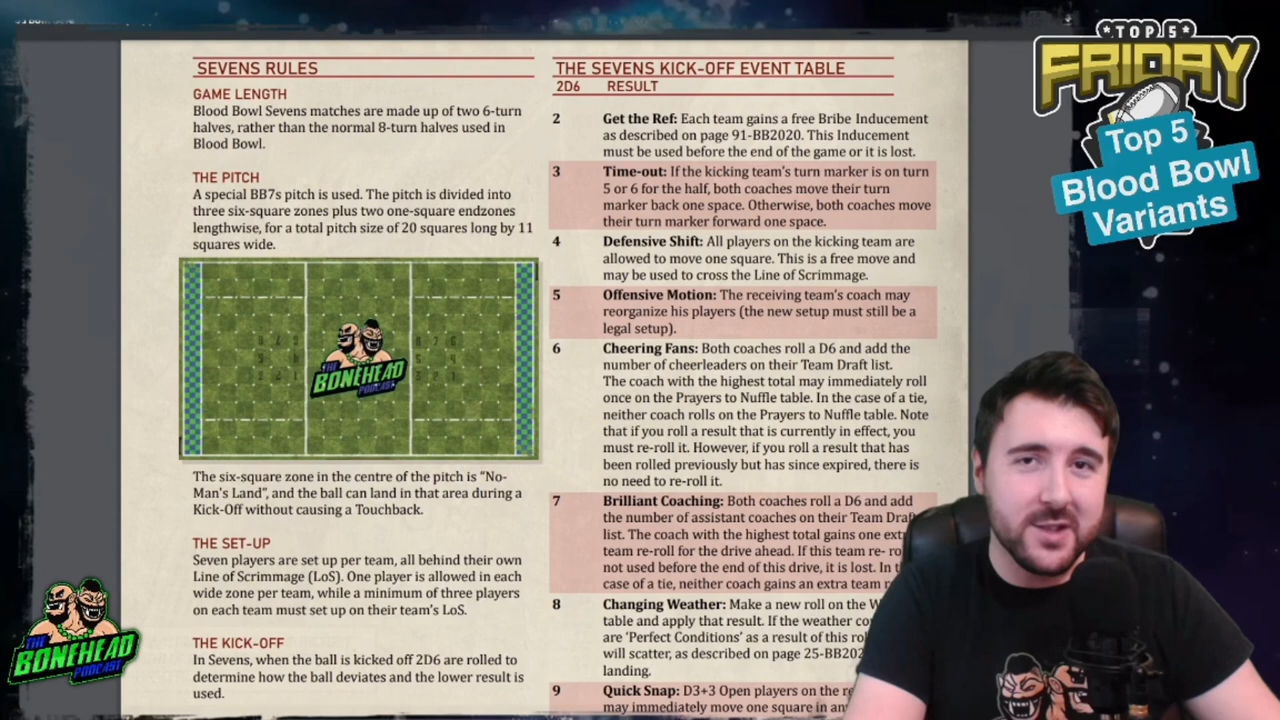 SEVENS RULES
GAME LENGTH
Blood Bowl Sevens matches are made up of two 6-turn
halves, rather than the normal 8-turn halves used in
Blood Bowl.
THE PITCH
A special BB7s pitch is used. The pitch is divided into
three six-square zones plus two one-square endzones
lengthwise, for a total pitch size of 20 squares long by 11
squares wide.
THE
BONEHEAD
PODCAST
The six-square zone in the centre of the pitch is “No-
Man's Land”, and the ball can land in that area during a
Kick-Off without causing a Touchback.
THE SET-UP
Seven players are set up per team, all behind their own
Line of Scrimmage (LoS). One player is allowed in each
wide zone per team, while a minimum of three players
on each team must set up on their team's LoS.
THE KICK-OFF
In Sevens, when the ball is kicked off 2D6 are rolled to
determine how the ball deviates and the lower result is
used.
THE SEVENS KICK-OFF EVENT TABLE
2D6 RESULT
2 Get the Ref: Each team gains a free Bribe Inducement
as described on page 91-BB2020. This Inducement
must be used before the end of the game or it is lost.
3 Time-out: If the kicking team's turn marker is on turn
5 or 6 for the half, both coaches move their turn
marker back one space. Otherwise, both coaches move
their turn marker forward one space.
4 Defensive Shift: All players on the kicking team are
allowed to move one square. This is a free move and
may be used to cross the Line of Scrimmage.
5 Offensive Motion: The receiving team's coach may
reorganize his players (the new setup must still be a
legal setup).
6 Cheering Fans: Both coaches roll a D6 and add the
number of cheerleaders on their Team Draft list.
The coach with the highest total may immediately roll
once on the Prayers to Nuffle table. In the case of a tie,
neither coach rolls on the Prayers to Nuffle table. Note
that if you roll a result that is currently in effect, you
must re-roll it. However, if you roll a result that has
been rolled previously but has since expired, there is
no need to re-roll it.
7 Brilliant Coaching: Both coaches roll a D6 and add
the number of assistant coaches on their Team Draft
list. The coach with the highest total gains one extr
team re-roll for the drive ahead. If this team re- ro
not used before the end of this drive, it is lost. In t
case of a tie, neither coach gains an extra team r
8 Changing Weather: Make a new roll on the W
table and apply that result. If the weather co
are ‘Perfect Conditions’ as a result of this rol
will scatter, as described on page 25-BB202
landing.
9 Quick Snap: D3+3 Open players on the re
may immediately move one square in an
*TOP 5*
FRIDAY
Top 5
Blood Bowl
Variants
THE
BONEHEAD
PODCAST